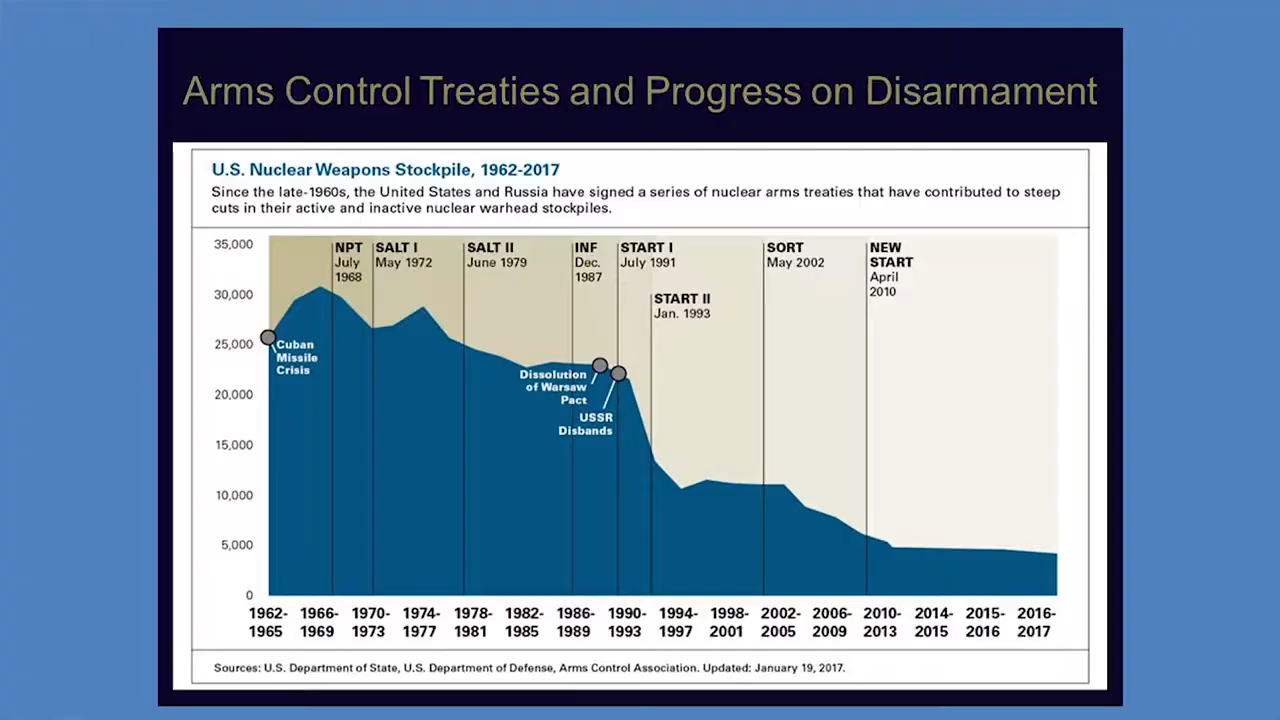 Arms Control Treaties and Progress on Disarmament
U.S. Nuclear Weapons Stockpile, 1962-2017
Since the late-1960s, the United States and Russia have signed a series of nuclear arms treaties that have contributed to steep
cuts in their active and inactive nuclear warhead stockpiles.
35,000
30,000
25,000
20,000
15,000
10,000
5,000
0
NPT
July
1968
SALT I
May 1972
SALT II
June 1979
INF
Dec.
1987
START I
July 1991
START II
Jan. 1993
SORT
May 2002
NEW
START
April
2010
Cuban
Missile
Crisis
Dissolution
of Warsaw
Pact
USSR
Disbands
1962-
1965
1966-
1969
1970-
1973
1974-
1977
1978-
1981
1982-
1985
1986-
1989
1990-
1993
1994-
1997
1998-
2001
2002-
2005
2006-
2009
2010-
2013
2014-
2015
2015-
2016
2016-
2017
Sources: U.S. Department of State, U.S. Department of Defense, Arms Control Association. Updated: January 19, 2017.